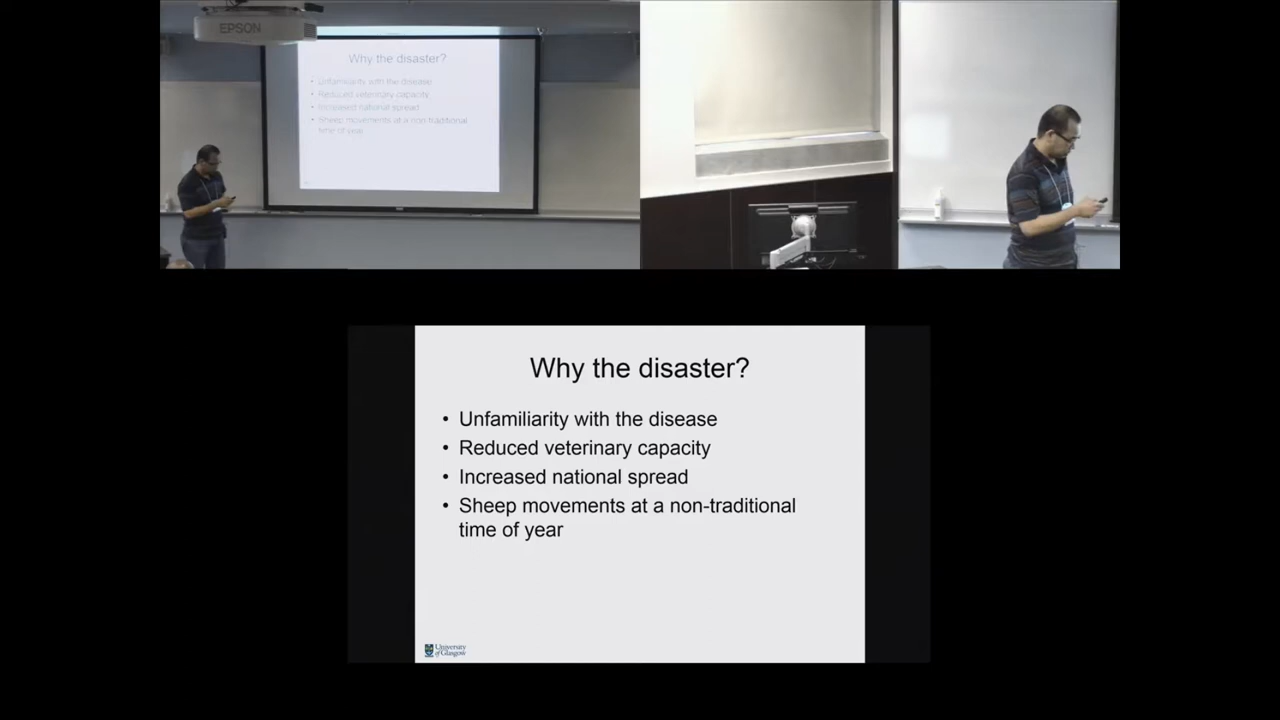 EPSON
Why the disaster?
• Unfamiliarity with the disease
• Reduced veterinary capacity
• Increased national spread
• Sheep movements at a non-traditional
time of year
Why the disaster?
• Unfamiliarity with the disease
• Reduced veterinary capacity
• Increased national spread
• Sheep movements at a non-traditional
time of year
University
of Glasgow